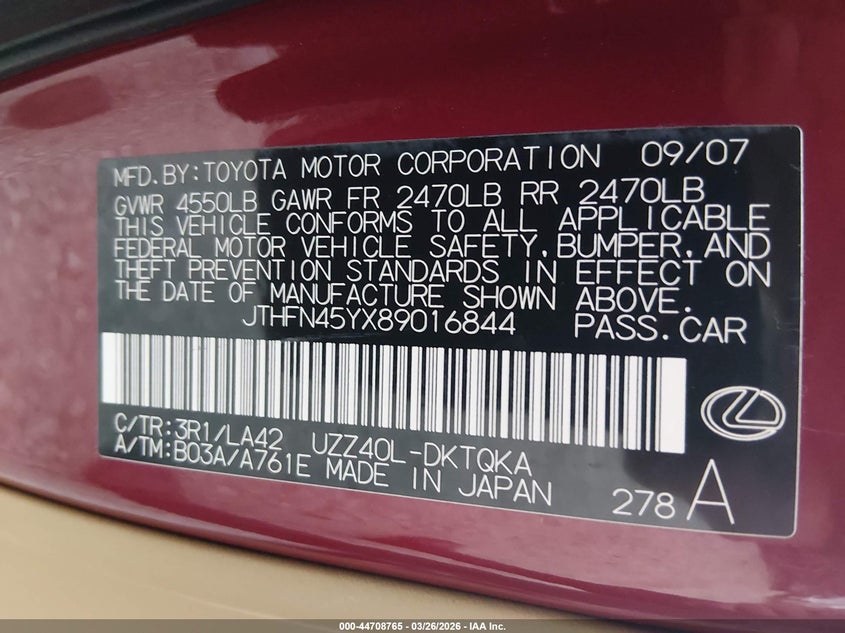 MFD.BY:TOYOTA MOTOR CORPORATION 09/07
GVWR 4550LB GAWR FR 2470LB RR 2470LB
THIS VEHICLE CONFORMS TO ALL APPLICABLE
FEDERAL MOTOR VEHICLE SAFETY,BUMPER,AND
THEFT PREVENTION STANDARDS IN EFFECT ON
THE DATE OF MANUFACTURE SHOWN ABOVE.
JTHFN45YX89016844 PASS.CAR
C/TR:3R1/LA42 UZZ40L-DKTQKA
A/TM:B03A/A761E MADE IN JAPAN
278 A
000-44708765 - 03/26/2026 - IAA Inc.